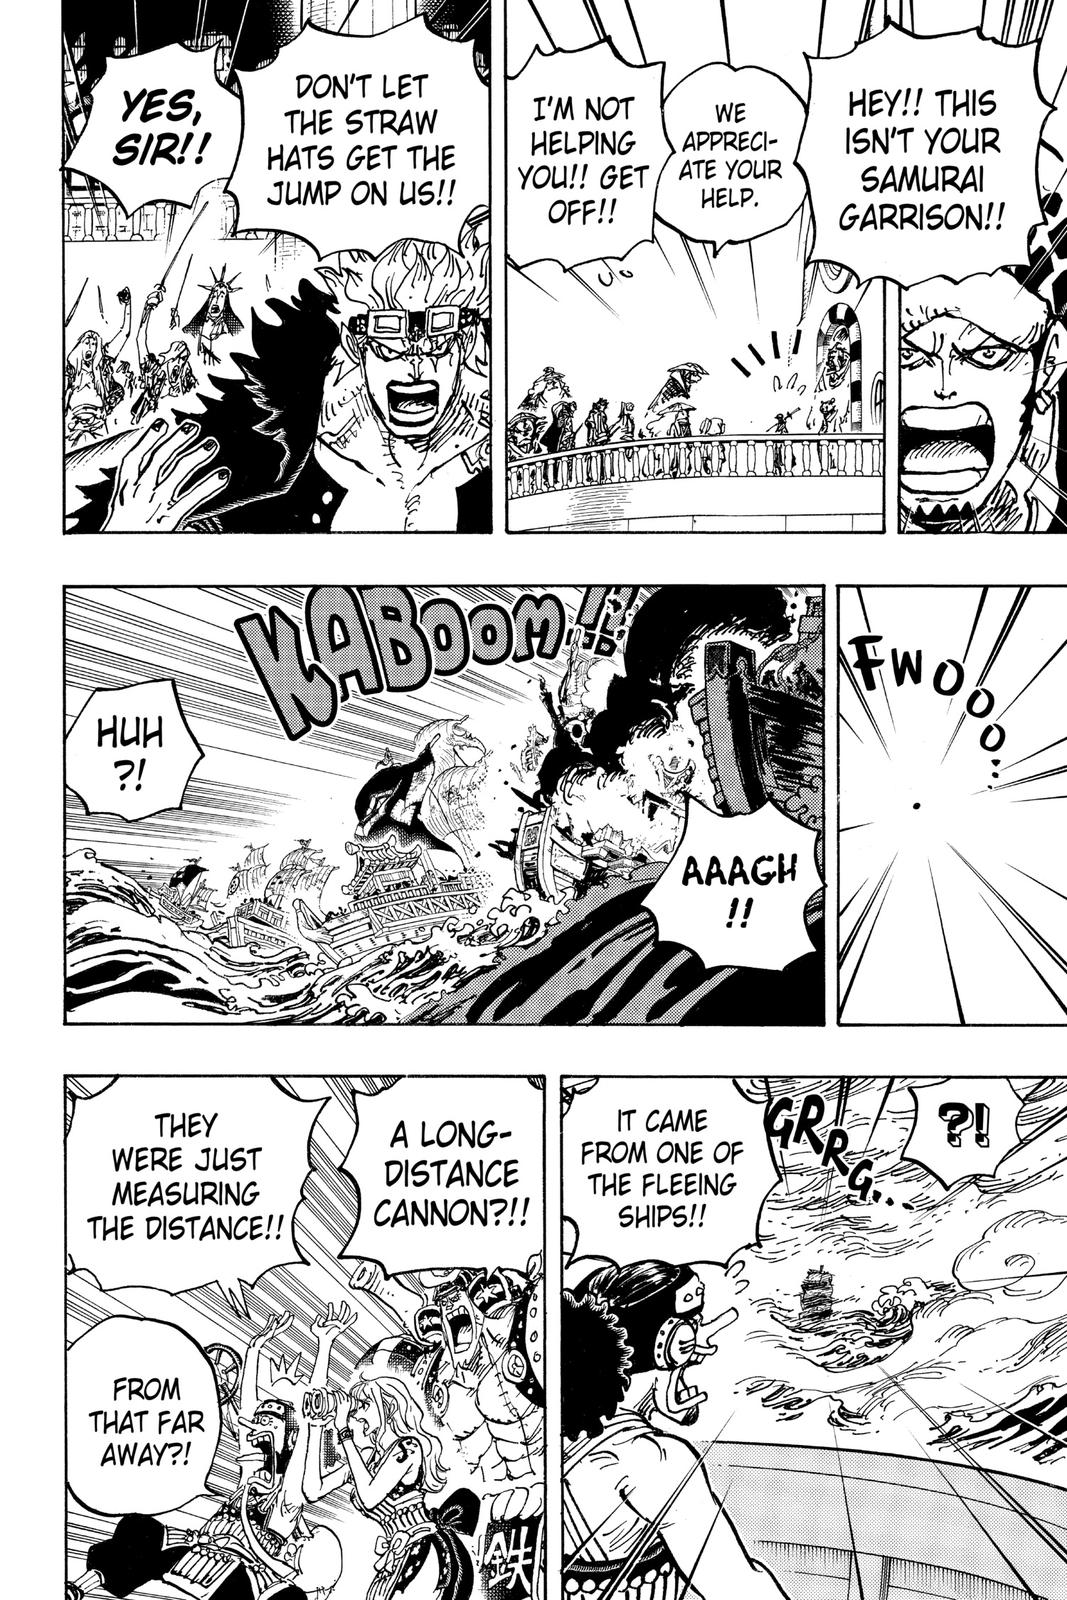 HEY!! THIS
ISN'T YOUR
SAMURAI
GARRISON!!
WE
APPRECI-
ATE YOUR
HELP.
I'M NOT
HELPING
YOU!! GET
OFF!!
DON'T LET
THE STRAW
HATS GET THE
JUMP ON US!!
YES,
SIR!!
FWOOO...
KABOOM!!
AAAGH
!!
HUH
?!
?!
GRRG...
IT CAME
FROM ONE OF
THE FLEEING
SHIPS!!
A LONG-
DISTANCE
CANNON?!!
THEY
WERE JUST
MEASURING
THE DISTANCE!!
FROM
THAT FAR
AWAY?!
鉄